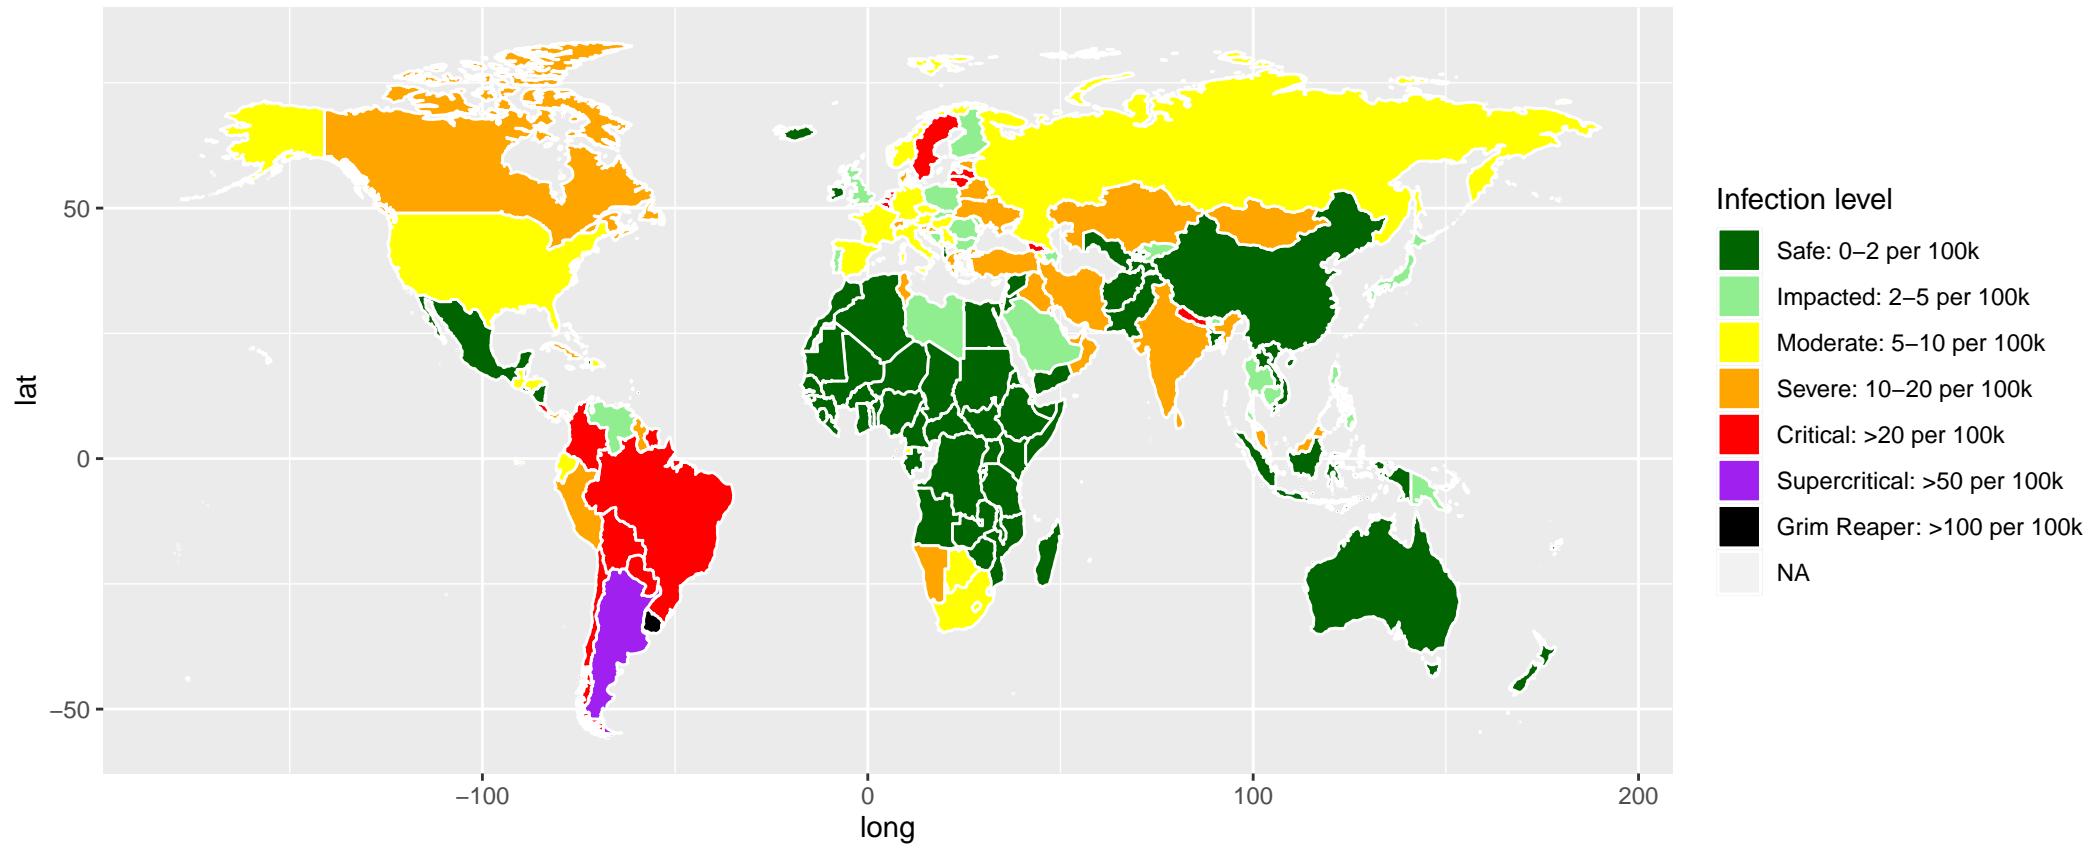 lat
50
0
−50
−100
0
100
200
long
Infection level
Safe: 0−2 per 100k
Impacted: 2−5 per 100k
Moderate: 5−10 per 100k
Severe: 10−20 per 100k
Critical: >20 per 100k
Supercritical: >50 per 100k
Grim Reaper: >100 per 100k
NA